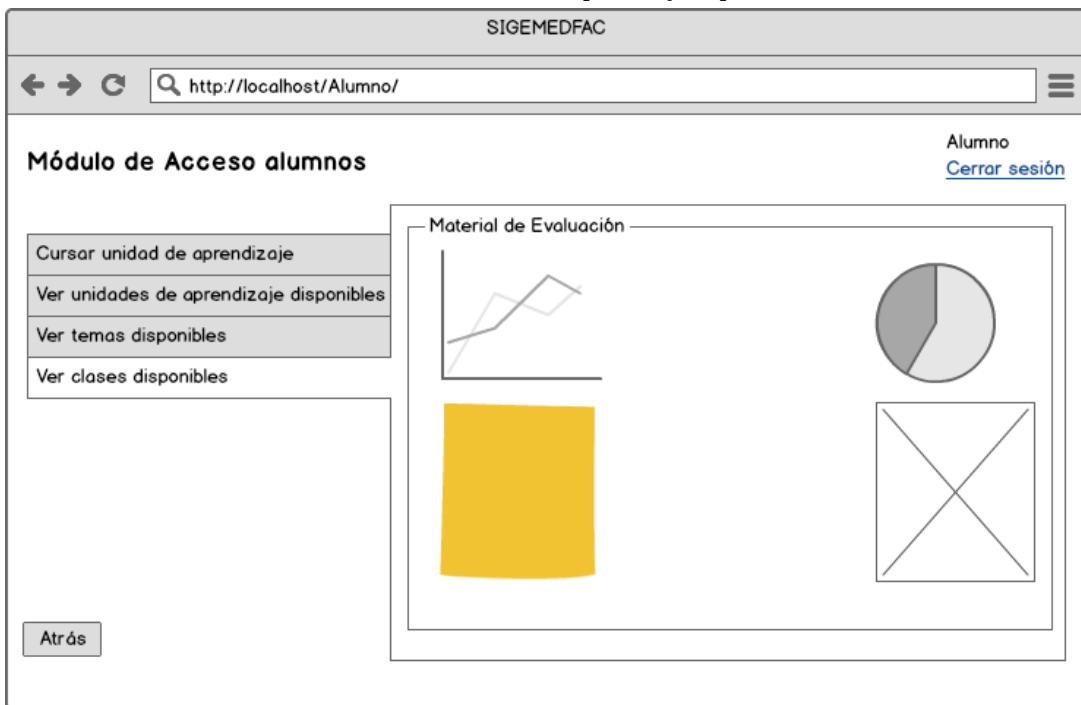 SIGEMEDFAC
http://localhost/Alumno/
Módulo de Acceso alumnos
Alumno
Cerrar sesión
Cursar unidad de aprendizaje
Ver unidades de aprendizaje disponibles
Ver temas disponibles
Ver clases disponibles
Material de Evaluación
Atrás